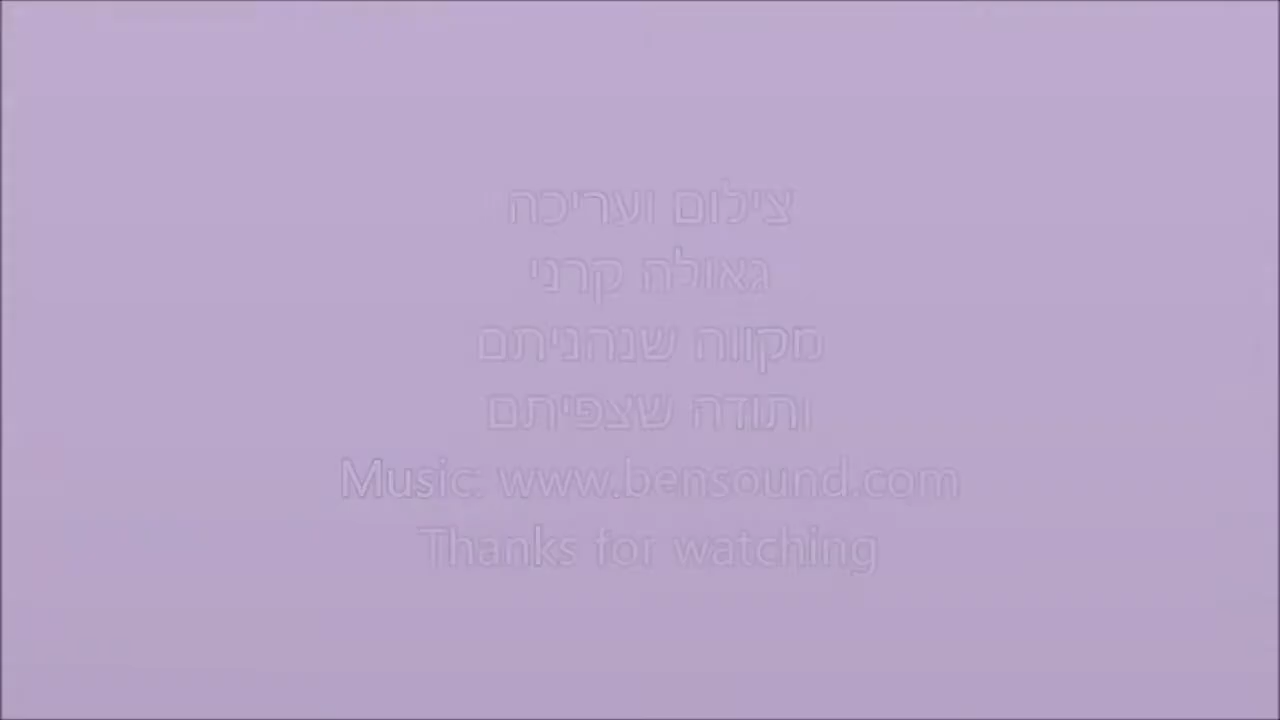 צילום ועריכה
גאולה קרני
מקווה שנהניתם
ותודה שצפיתם
Music: www.bensound.com
Thanks for watching